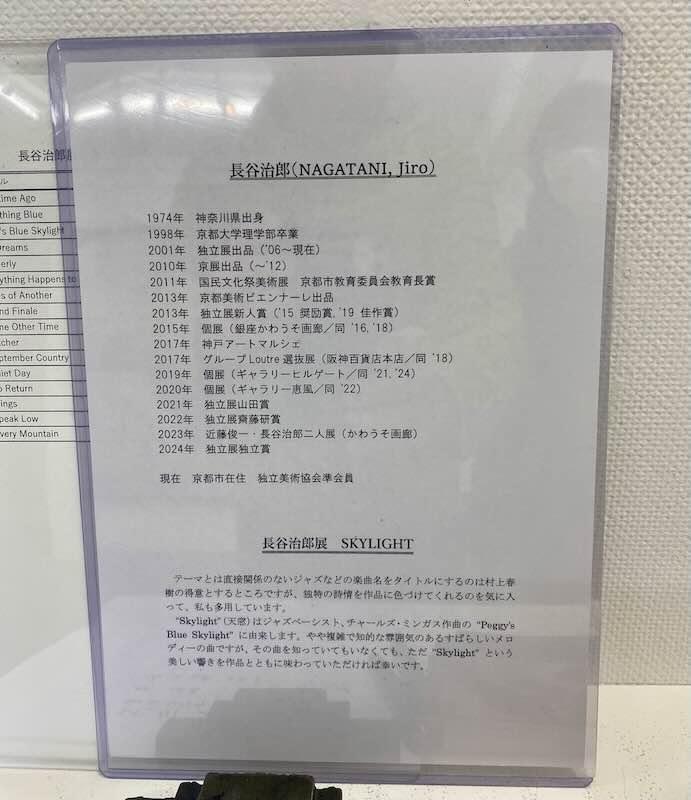 長谷治郎展
ル
ime Ago
thing Blue
's Blue Skylight
Dreams
erly
rything Happens to
s of Another
nd Finale
me Other Time
tcher
eptember Country
iet Day
o Return
ings
peak Low
very Mountain
長谷治郎(NAGATANI, Jiro)
1974年 神奈川県出身
1998年 京都大学理学部卒業
2001年 独立展出品('06~現在)
2010年 京展出品(~'12)
2011年 国民文化祭美術展 京都市教育委員会教育長賞
2013年 京都美術ビエンナーレ出品
2013年 独立展新人賞('15 奨励賞,'19 佳作賞)
2015年 個展(銀座かわうそ画廊/同 '16,'18)
2017年 神戸アートマルシェ
2017年 グループLoutre選抜展(阪神百貨店本店/同 '18)
2019年 個展(ギャラリーヒルゲート/同 '21,'24)
2020年 個展(ギャラリー恵風/同 '22)
2021年 独立展山田賞
2022年 独立展齋藤研賞
2023年 近藤俊一・長谷治郎二人展(かわうそ画廊)
2024年 独立展独立賞
現在 京都市在住 独立美術協会準会員
長谷治郎展 SKYLIGHT
テーマとは直接関係のないジャズなどの楽曲名をタイトルにするのは村上春
樹の得意とするところですが、独特の詩情を作品に色づけてくれるのを気に入
って、私も多用しています。
"Skylight"(天窓)はジャズベーシスト、チャールズ・ミンガス作曲の "Peggy's
Blue Skylight" に由来します。やや複雑で知的な雰囲気のあるすばらしいメロ
ディーの曲ですが、その曲を知っていてもいなくても、ただ "Skylight" という
美しい響きを作品とともに味わっていただければ幸いです。